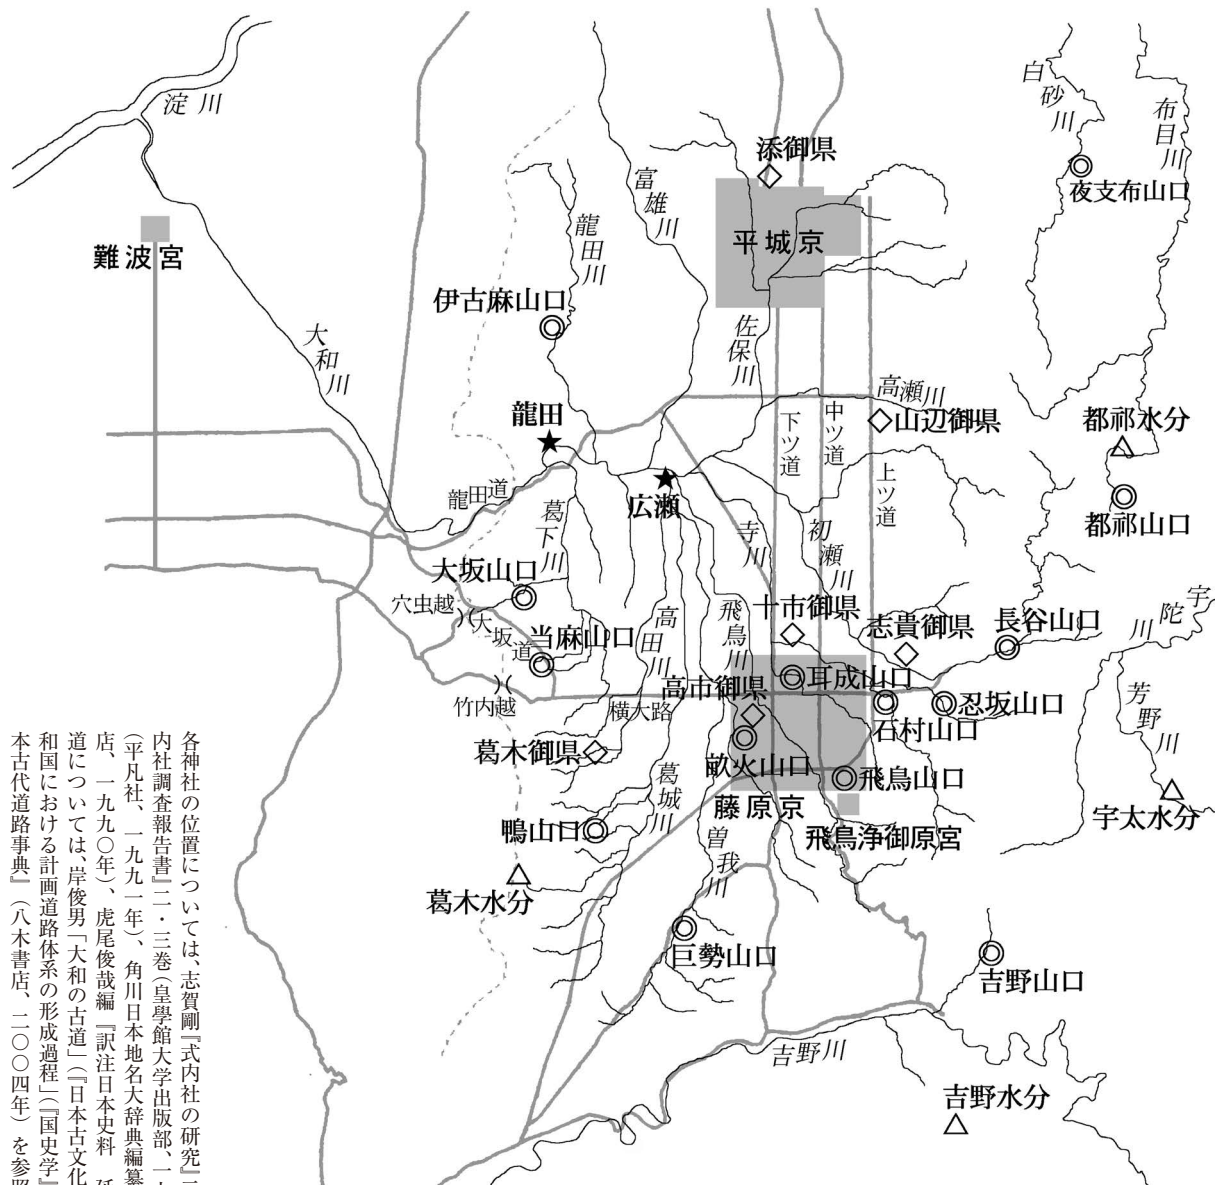 淀川
難波宮
大和川
富雄川
龍田川
添御県
平城京
佐保川
白砂川
布目川
夜支布山口
伊古麻山口
龍田
龍田道
広瀬
高瀬川
山辺御県
下ツ道
中ツ道
上ツ道
都祁水分
都祁山口
葛下川
大坂山口
穴虫越
大坂道
当麻山口
竹内越
高田川
飛鳥川
寺川
初瀬川
十市御県
志貴御県
長谷山口
宇陀川
芳野川
宇太水分
耳成山口
高市御県
横大路
石村山口
忍坂山口
畝火山口
飛鳥山口
藤原京
飛鳥浄御原宮
葛木御県
葛城川
鴨山口
葛木水分
曽我川
巨勢山口
吉野川
吉野山口
吉野水分
各神社の位置については、志賀剛『式内社の研究』
内社調査報告書』二・三巻(皇學館大学出版部、一
(平凡社、一九九一年)、角川日本地名大辞典編纂
店、一九九〇年)、虎尾俊哉編『訳注日本史料
道については、岸俊男「大和の古道」(『日本古文化
和国における計画道路体系の形成過程」(『国史学』
本古代道路事典』(八木書店、二〇〇四年)を参照